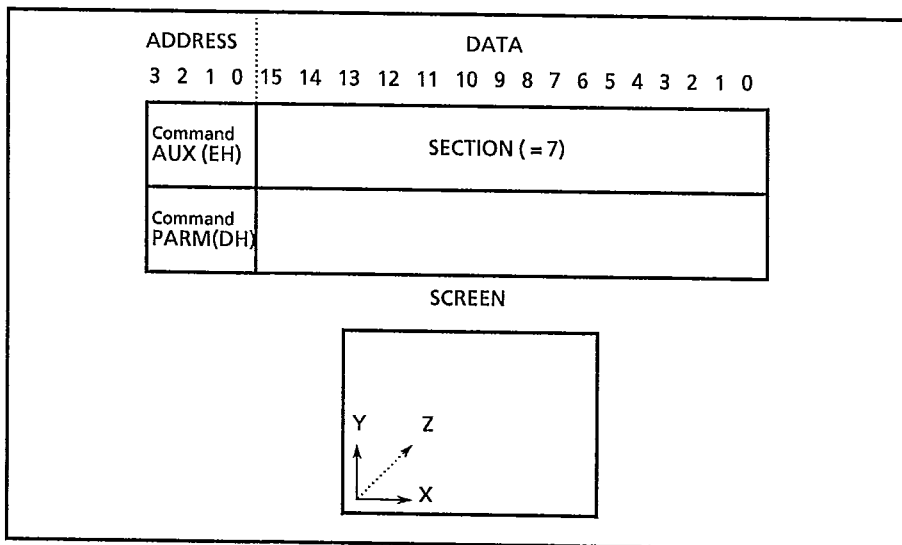 ADDRESS DATA
3 2 1 0 15 14 13 12 11 10 9 8 7 6 5 4 3 2 1 0
Command
AUX (EH) SECTION ( = 7)
Command
PARM(DH)
SCREEN
Y Z
X